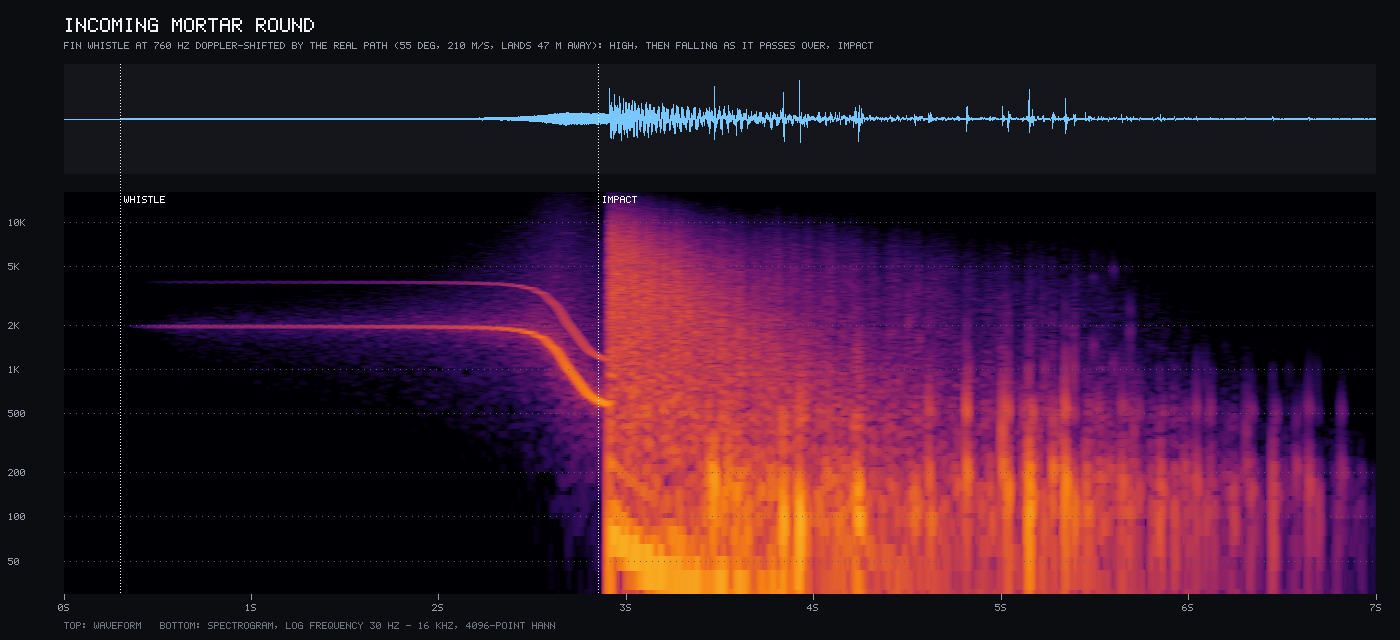 INCOMING MORTAR ROUND
FIN WHISTLE AT 760 HZ DOPPLER-SHIFTED BY THE REAL PATH (55 DEG, 210 M/S, LANDS 47 M AWAY): HIGH, THEN FALLING AS IT PASSES OVER, IMPACT
WHISTLE IMPACT
10K
5K
2K
1K
500
200
100
50
0S 1S 2S 3S 4S 5S 6S 7S
TOP: WAVEFORM BOTTOM: SPECTROGRAM, LOG FREQUENCY 30 HZ - 16 KHZ, 4096-POINT HANN